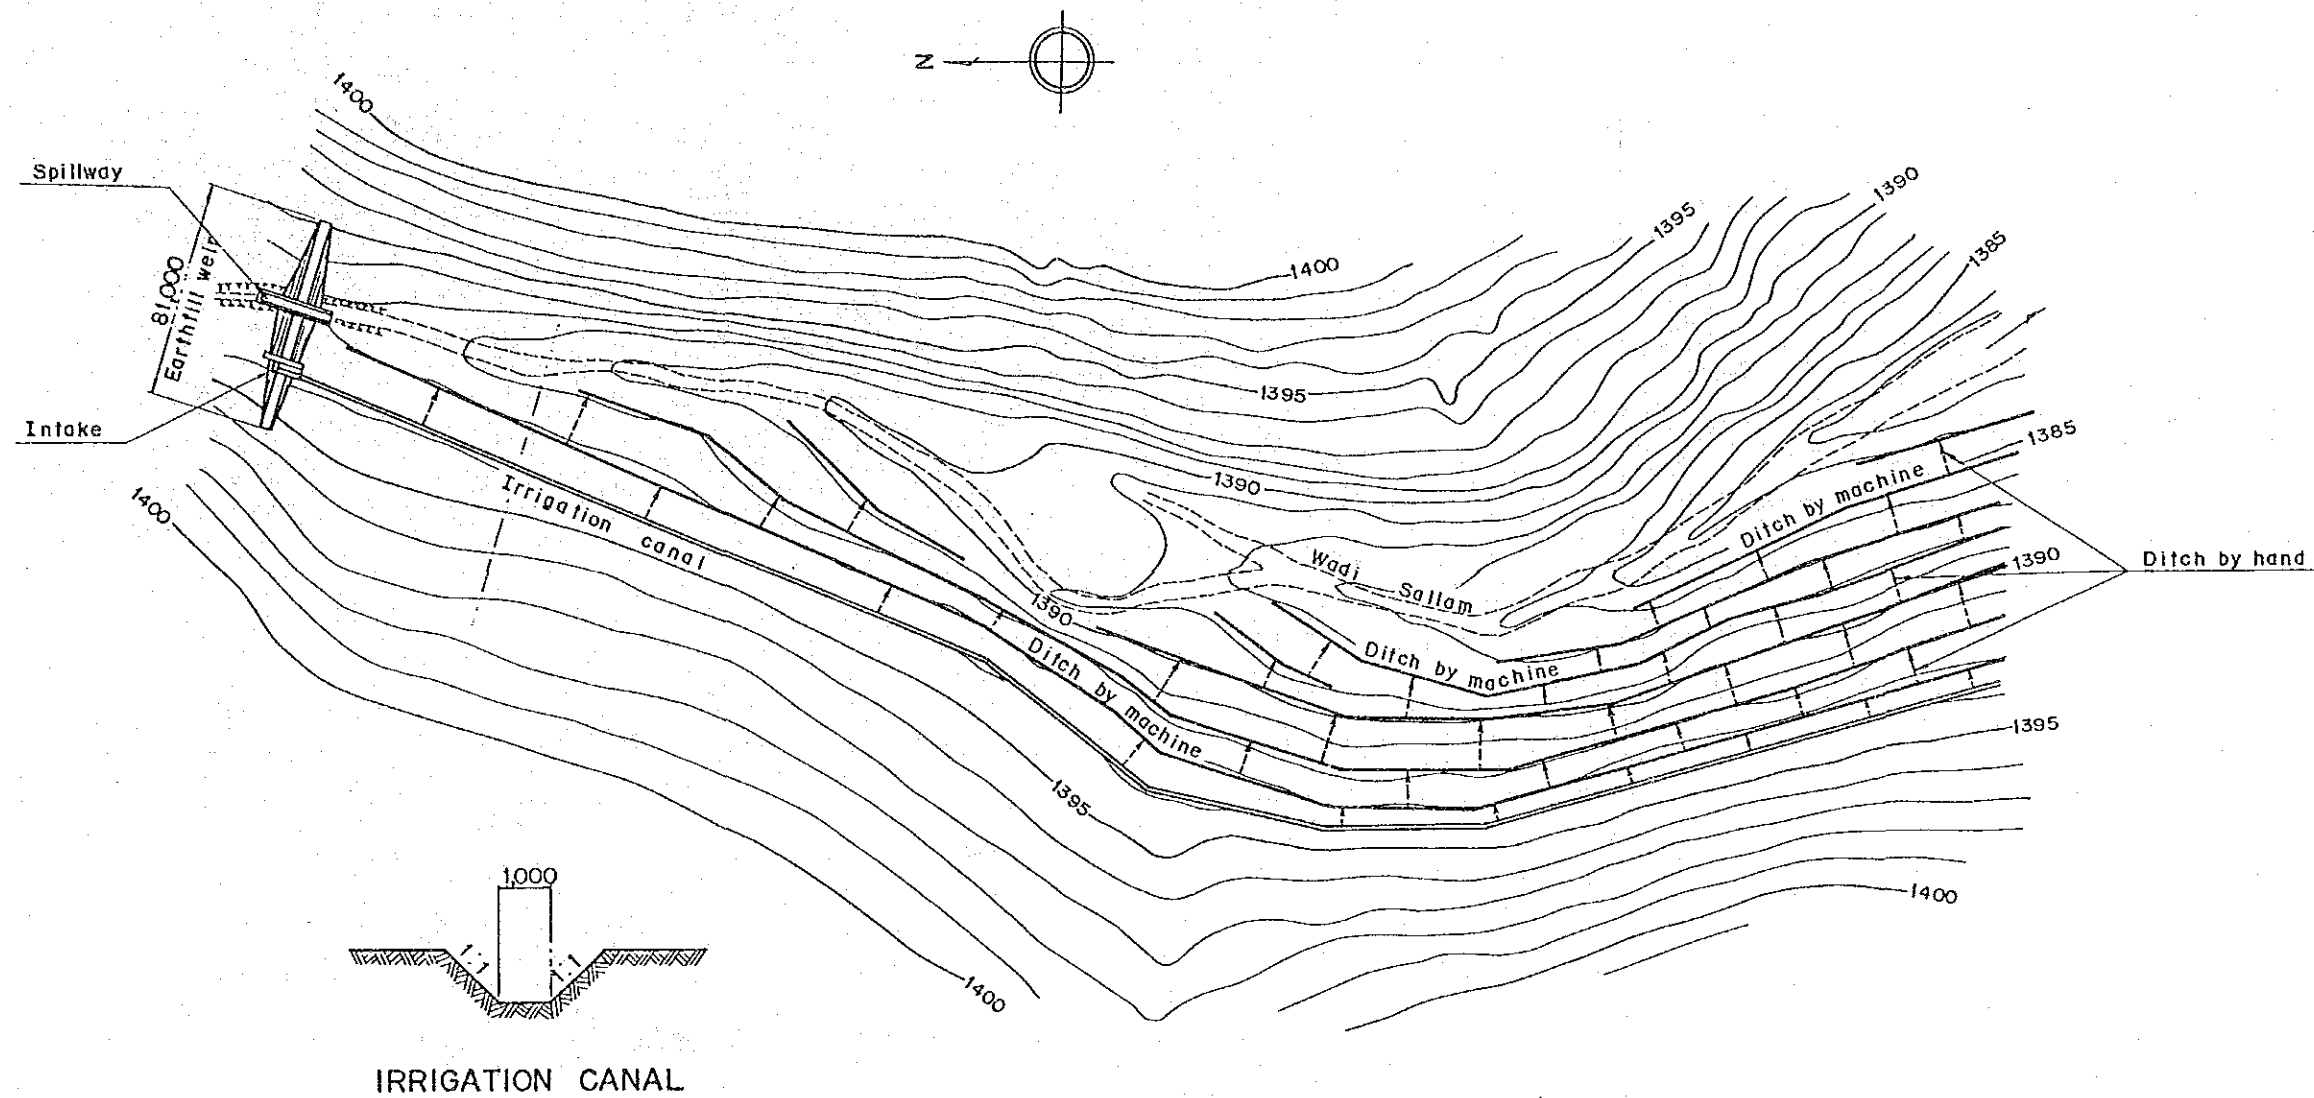 N
1400
Spillway
1390
1395
1385
1400
81,000
Earthfill weir
1395
Intake
1385
1390
1400
Irrigation canal
Ditch by machine
Wadi Sallam
1390
Ditch by hand
1390
Ditch by machine
Ditch by machine
1395
1395
1,000
1400
1:1
1:1
1400
IRRIGATION CANAL